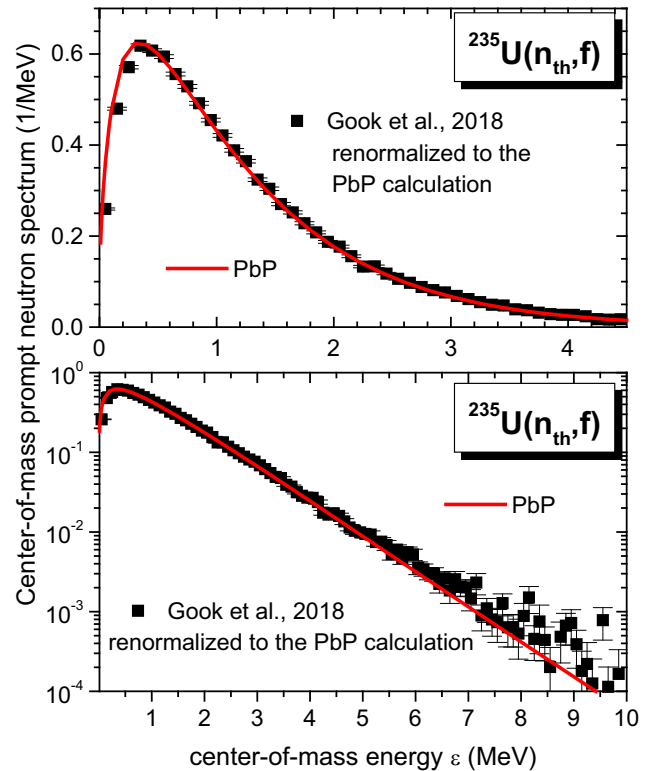 Center-of-mass prompt neutron spectrum (1/MeV)
0.6
0.4
0.2
0.0
²³⁵U(nₜₕ,f)
Gook et al., 2018
renormalized to the
PbP calculation
PbP
0 1 2 3 4
10⁰
10⁻¹
10⁻²
10⁻³
10⁻⁴
²³⁵U(nₜₕ,f)
PbP
Gook et al., 2018
renormalized to the PbP calculation
1 2 3 4 5 6 7 8 9 10
center-of-mass energy ε (MeV)